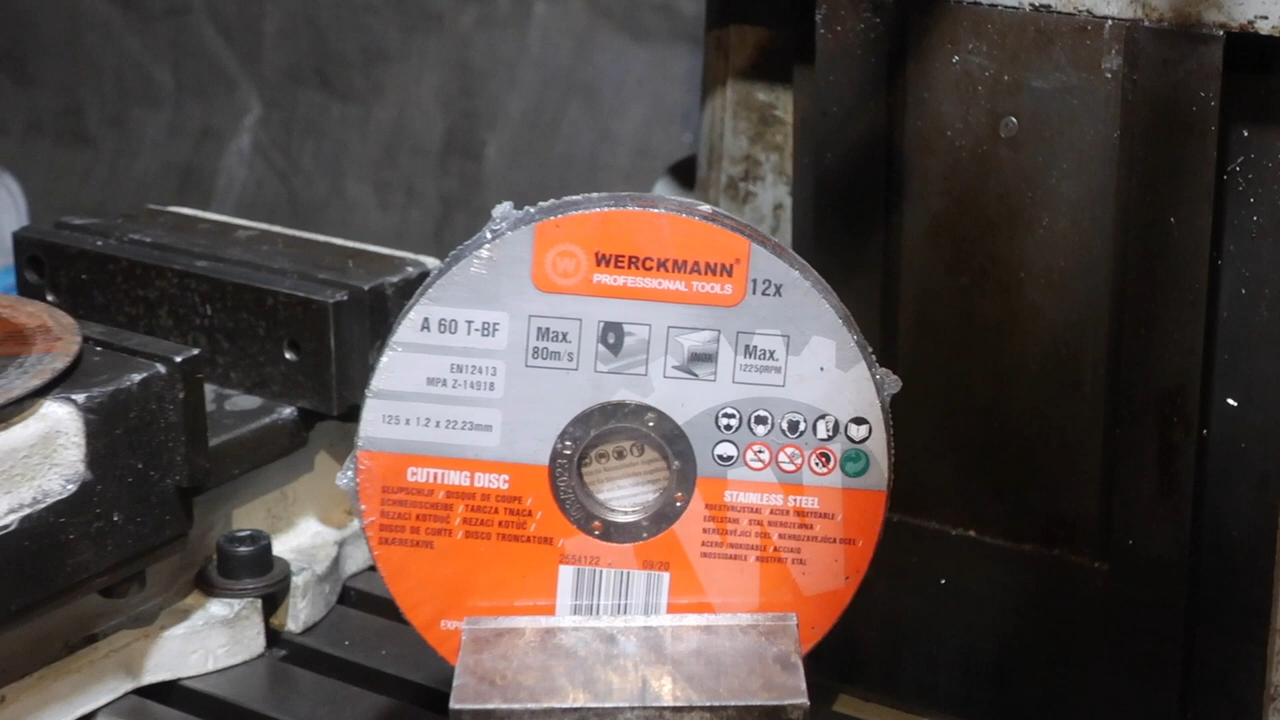 WERCKMANN®
PROFESSIONAL TOOLS
12x
A 60 T-BF
Max.
80m/s
INOX
Max.
12250RPM
EN12413
MPA Z-14918
125 x 1.2 x 22.23mm
CUTTING DISC
SLIJPSCHIJF / DISQUE DE COUPE /
SCHNEIDSCHEIBE / TARCZA TNĄCA /
ŘEZACÍ KOTOUČ / REZACÍ KOTÚČ /
DISCO DE CORTE / DISCO TRONCATORE
SKÆRESKIVE
STAINLESS STEEL
ROESTVRIJSTAAL / ACIER INOXYDABLE /
EDELSTAHL / STAL NIERDZEWNA /
NEREZAVĚJÍCÍ OCEL / NEHRDZAVEJÚCA OCEĽ /
ACERO INOXIDABLE / ACCIAIO
INOSSIDABILE / RUSTFRIT STÅL
2554122
09/20